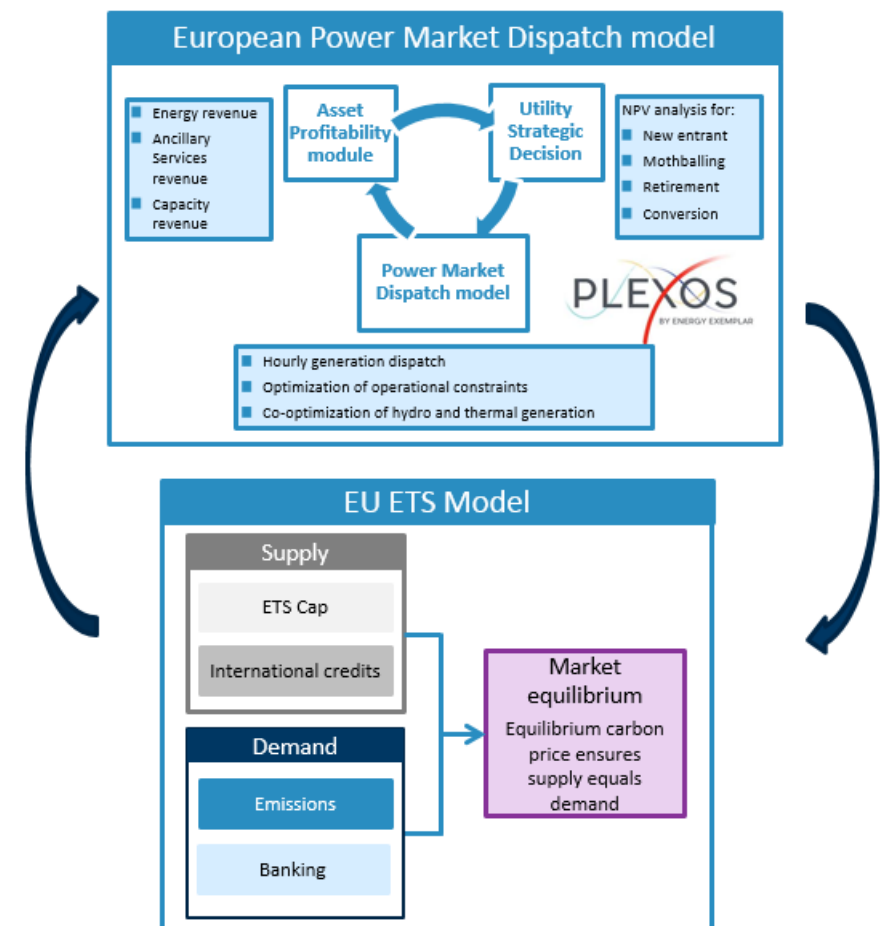 European Power Market Dispatch model
Energy revenue
Ancillary
Services
revenue
Capacity
revenue
Asset
Profitability
module
Utility
Strategic
Decision
NPV analysis for:
New entrant
Mothballing
Retirement
Conversion
Power Market
Dispatch model
PLEXOS
BY ENERGY EXEMPLAR
Hourly generation dispatch
Optimization of operational constraints
Co-optimization of hydro and thermal generation
EU ETS Model
Supply
ETS Cap
International credits
Demand
Emissions
Banking
Market
equilibrium
Equilibrium carbon
price ensures
supply equals
demand